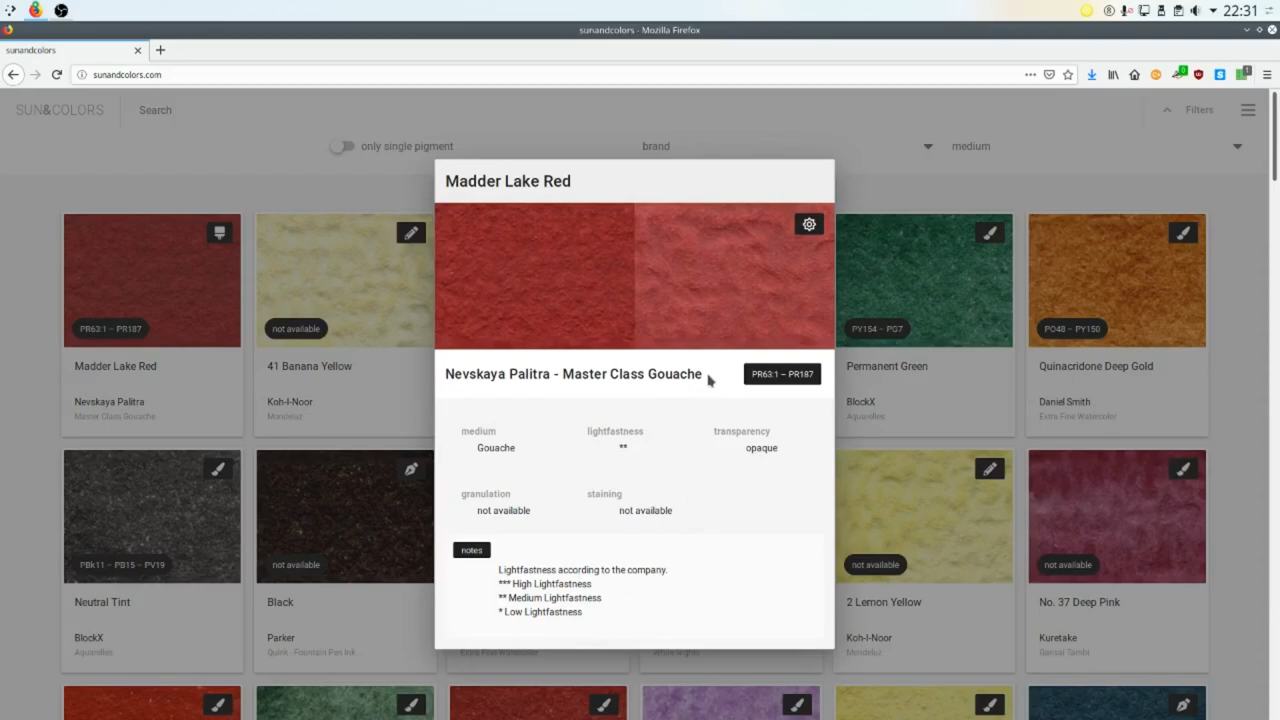 22:31
sunandcolors - Mozilla Firefox
sunandcolors
sunandcolors.com
SUN&COLORS
Search
Filters
only single pigment
brand
medium
Madder Lake Red
PR63:1 – PR187
not available
PY154 – PG7
PO48 – PY150
Madder Lake Red
41 Banana Yellow
Permanent Green
Quinacridone Deep Gold
Nevskaya Palitra - Master Class Gouache
PR63:1 – PR187
Nevskaya Palitra
Koh-I-Noor
BlockX
Daniel Smith
Master Class Gouache
Mondeluz
Aquarelles
Extra Fine Watercolor
medium
lightfastness
transparency
Gouache
**
opaque
granulation
staining
not available
not available
notes
Lightfastness according to the company.
*** High Lightfastness
** Medium Lightfastness
* Low Lightfastness
PBk11 – PB15 – PV19
not available
not available
not available
Neutral Tint
Black
2 Lemon Yellow
No. 37 Deep Pink
BlockX
Parker
Koh-I-Noor
Kuretake
Aquarelles
Quink - Fountain Pen Ink
Extra Fine Watercolor
White Nights
Mondeluz
Gansai Tambi